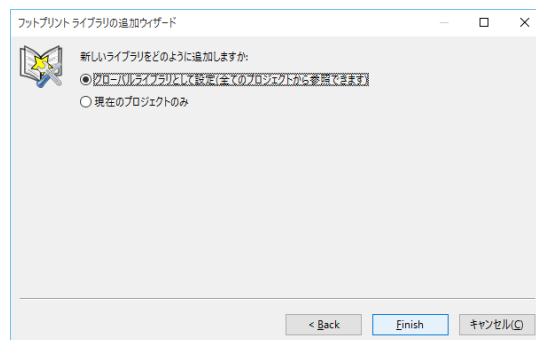 フットプリント ライブラリの追加ウィザード
新しいライブラリをどのように追加しますか:
グローバルライブラリとして設定(全てのプロジェクトから参照できます)
現在のプロジェクトのみ
< Back
Finish
キャンセル(C)